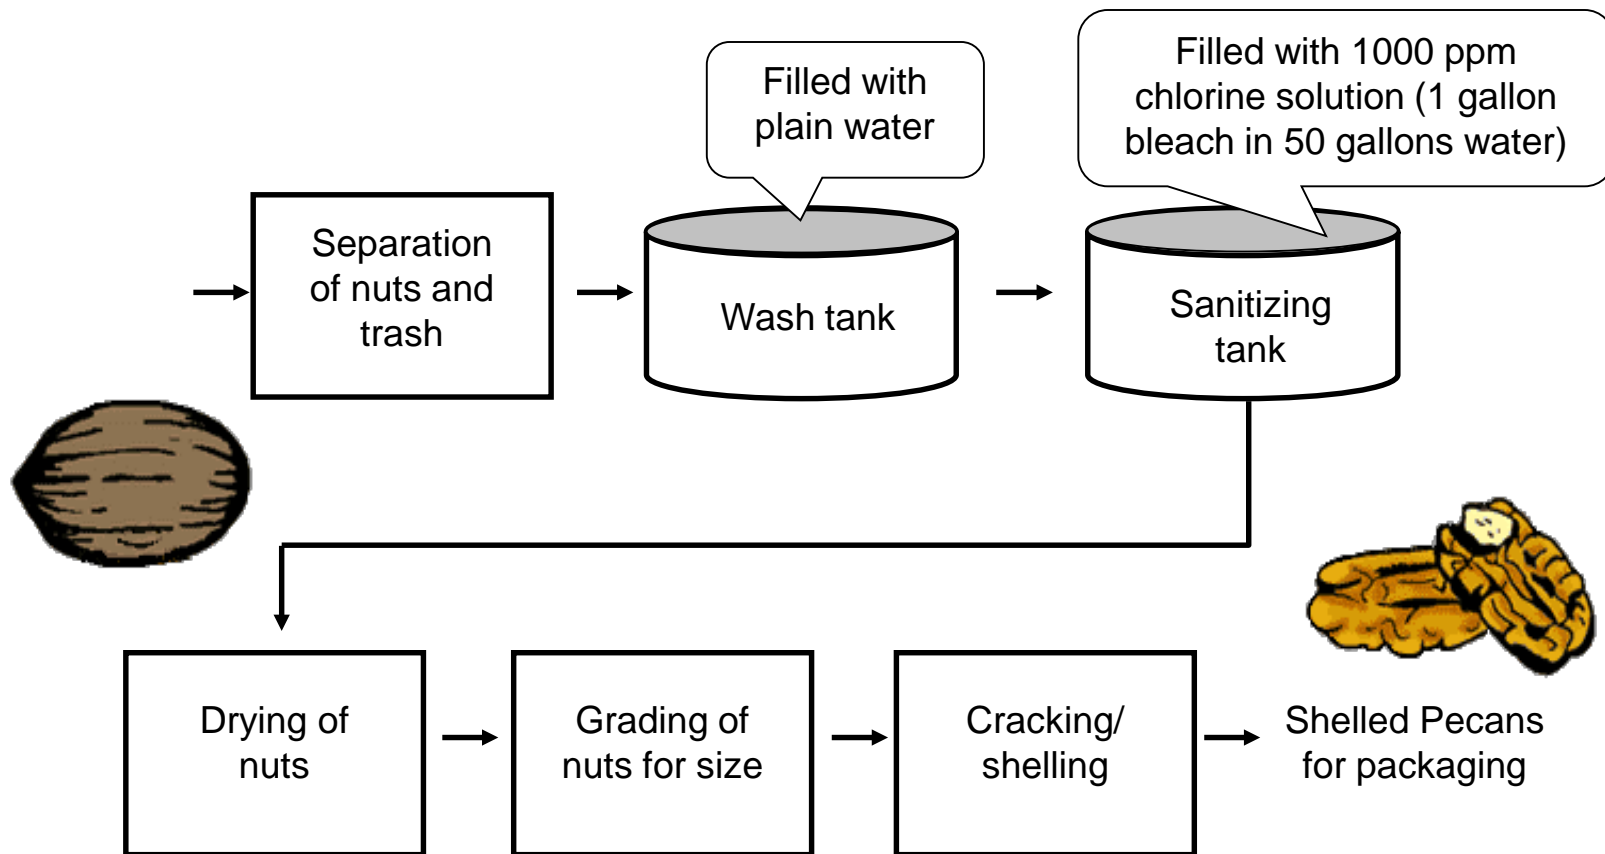 Filled with
plain water
Filled with 1000 ppm
chlorine solution (1 gallon
bleach in 50 gallons water)
Separation
of nuts and
trash
Wash tank
Sanitizing
tank
Drying of
nuts
Grading of
nuts for size
Cracking/
shelling
Shelled Pecans
for packaging